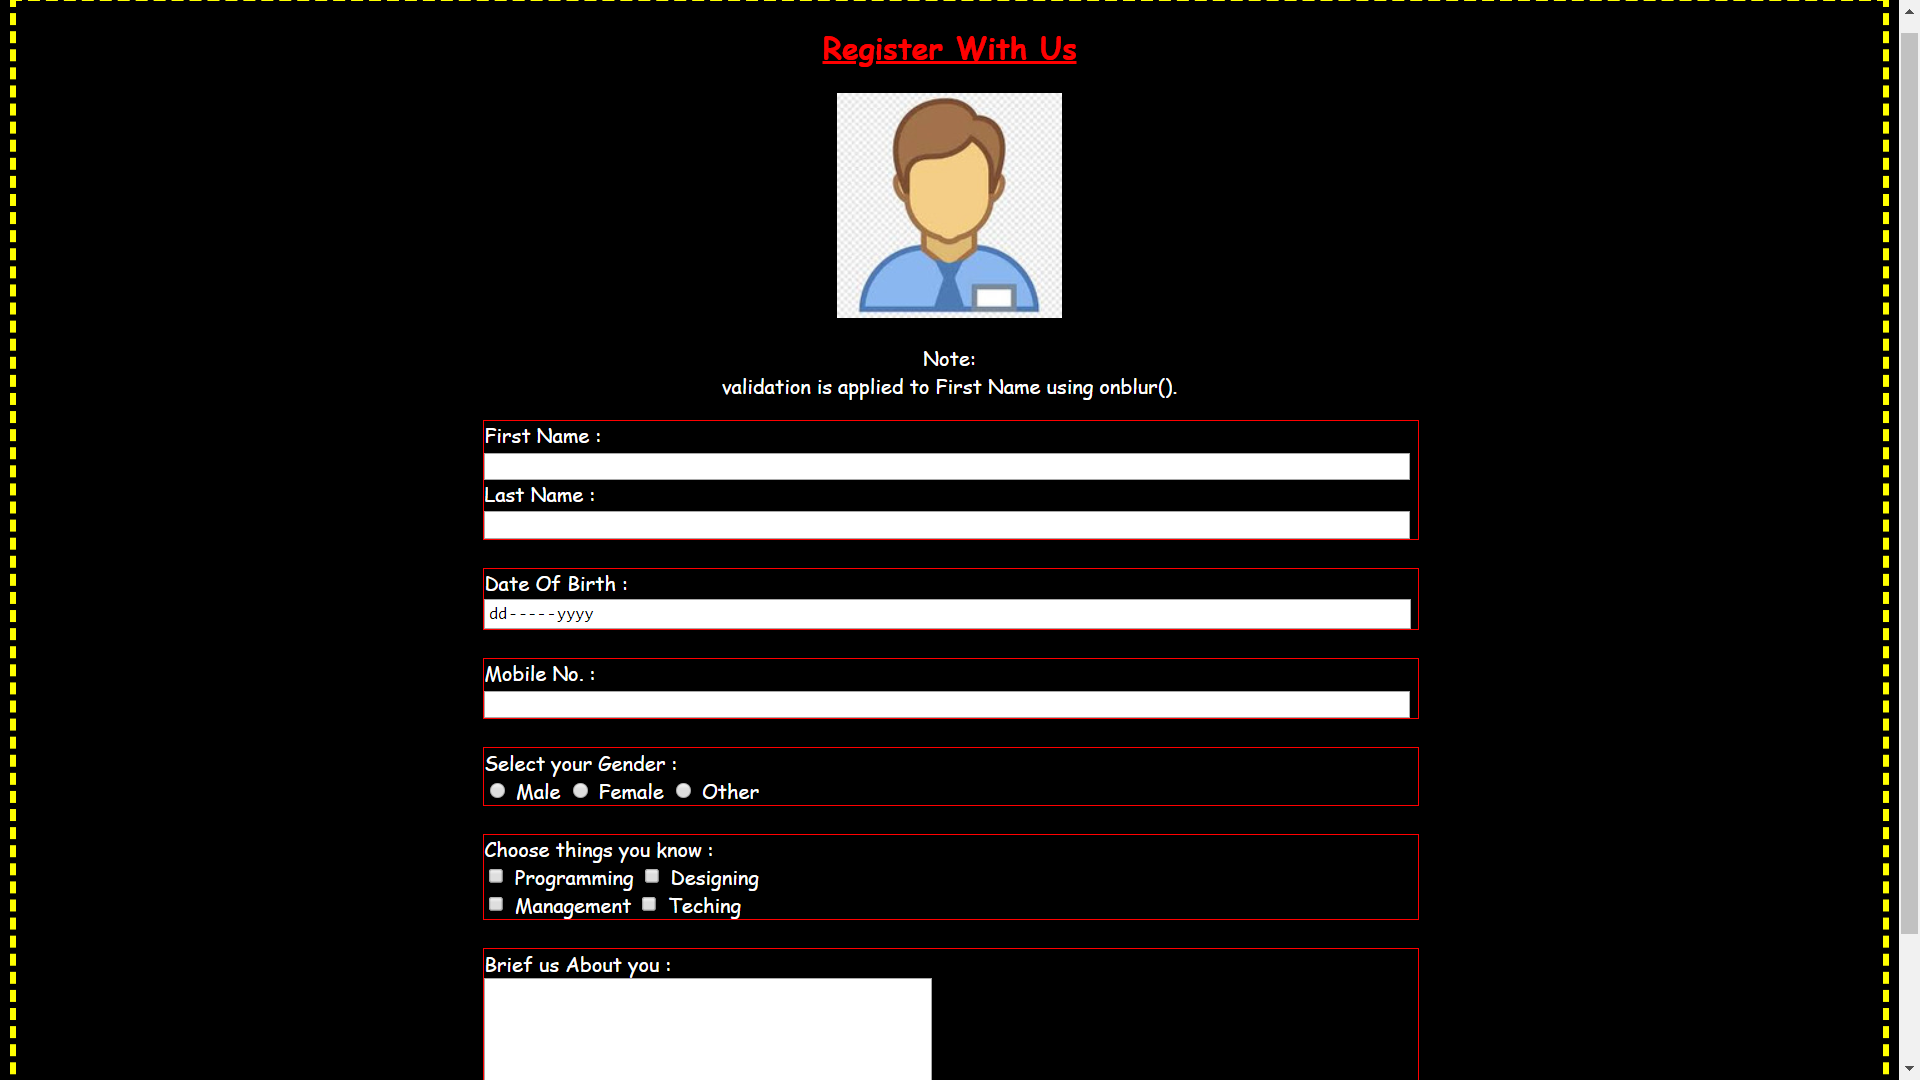 Register With Us
Note:
validation is applied to First Name using onblur().
First Name :
Last Name :
Date Of Birth :
dd-----yyyy
Mobile No. :
Select your Gender :
Male Female Other
Choose things you know :
Programming Designing
Management Teching
Brief us About you :